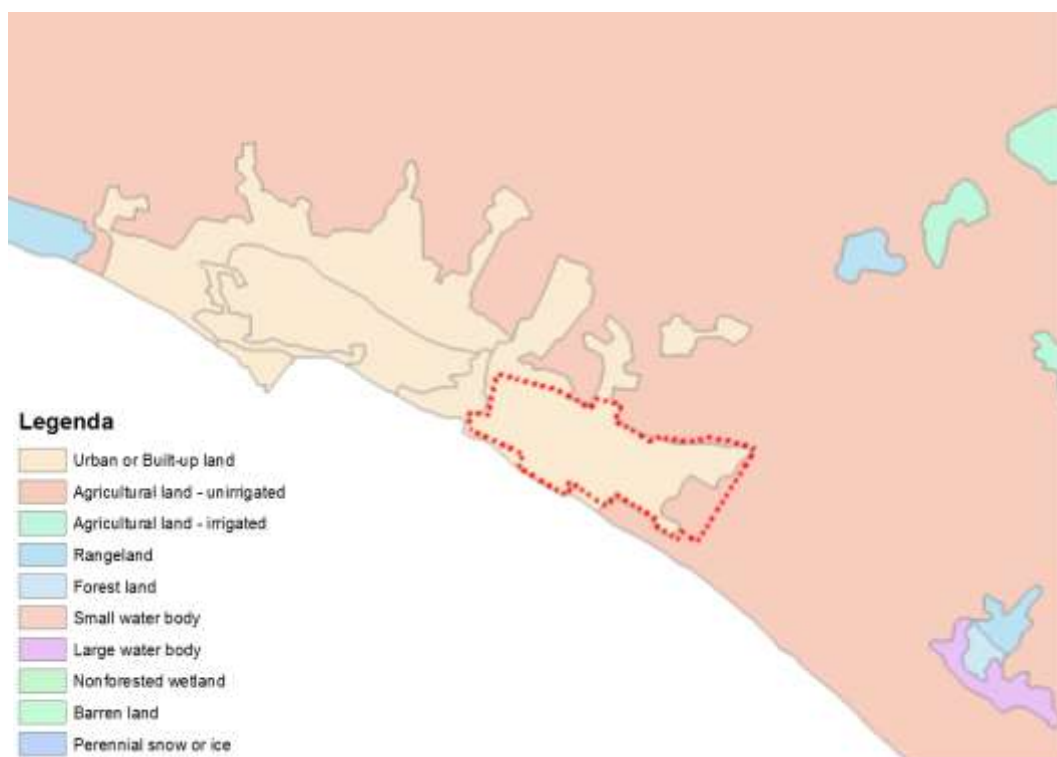 Legenda
Urban or Built-up land
Agricultural land - unirrigated
Agricultural land - irrigated
Rangeland
Forest land
Small water body
Large water body
Nonforested wetland
Barren land
Perennial snow or ice